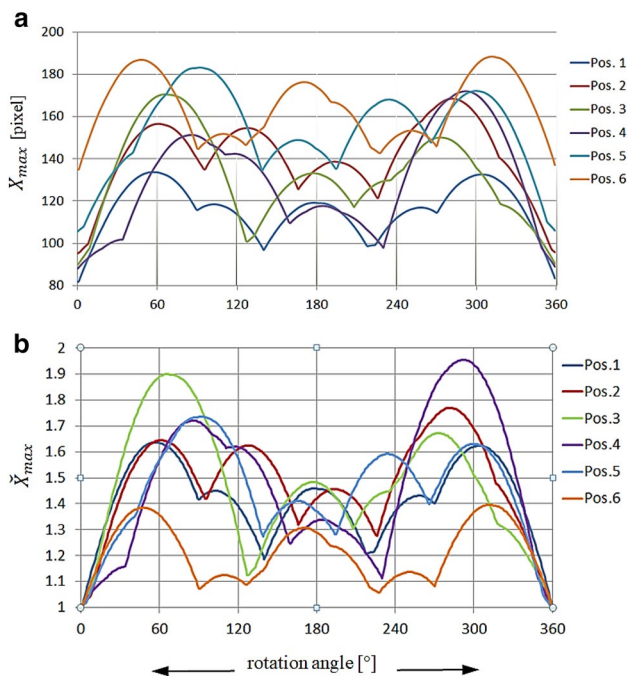 a
200
180
160
140
120
100
80
X_max [pixel]
0 60 120 180 240 300 360
Pos. 1
Pos. 2
Pos. 3
Pos. 4
Pos. 5
Pos. 6
b
2
1.9
1.8
1.7
1.6
1.5
1.4
1.3
1.2
1.1
1
X̌_max
0 60 120 180 240 300 360
Pos.1
Pos.2
Pos.3
Pos.4
Pos.5
Pos.6
rotation angle [°]